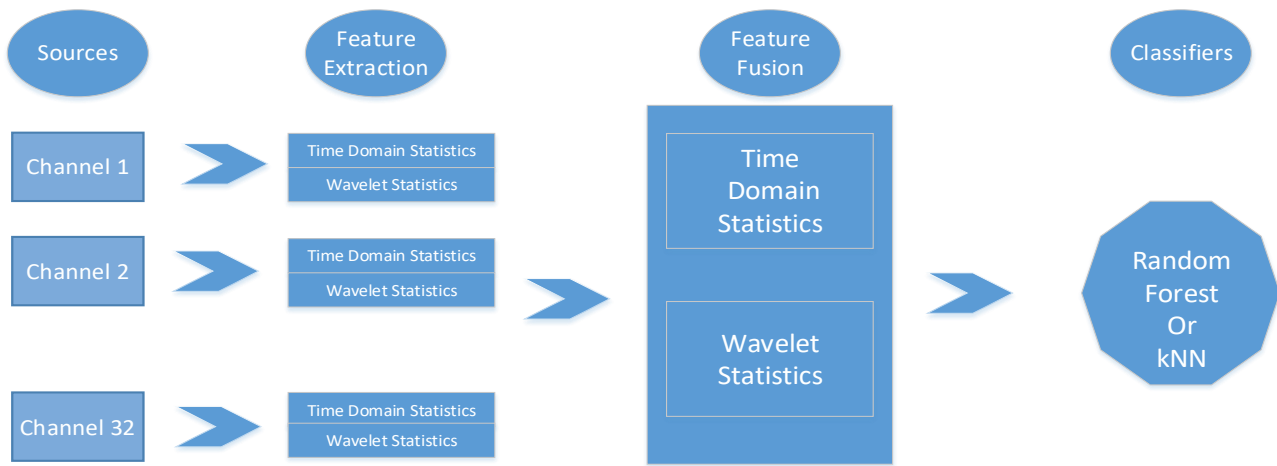 Sources
Feature
Extraction
Feature
Fusion
Classifiers
Channel 1
Time Domain Statistics
Wavelet Statistics
Channel 2
Time Domain Statistics
Wavelet Statistics
Channel 32
Time Domain Statistics
Wavelet Statistics
Time
Domain
Statistics
Wavelet
Statistics
Random
Forest
Or
kNN